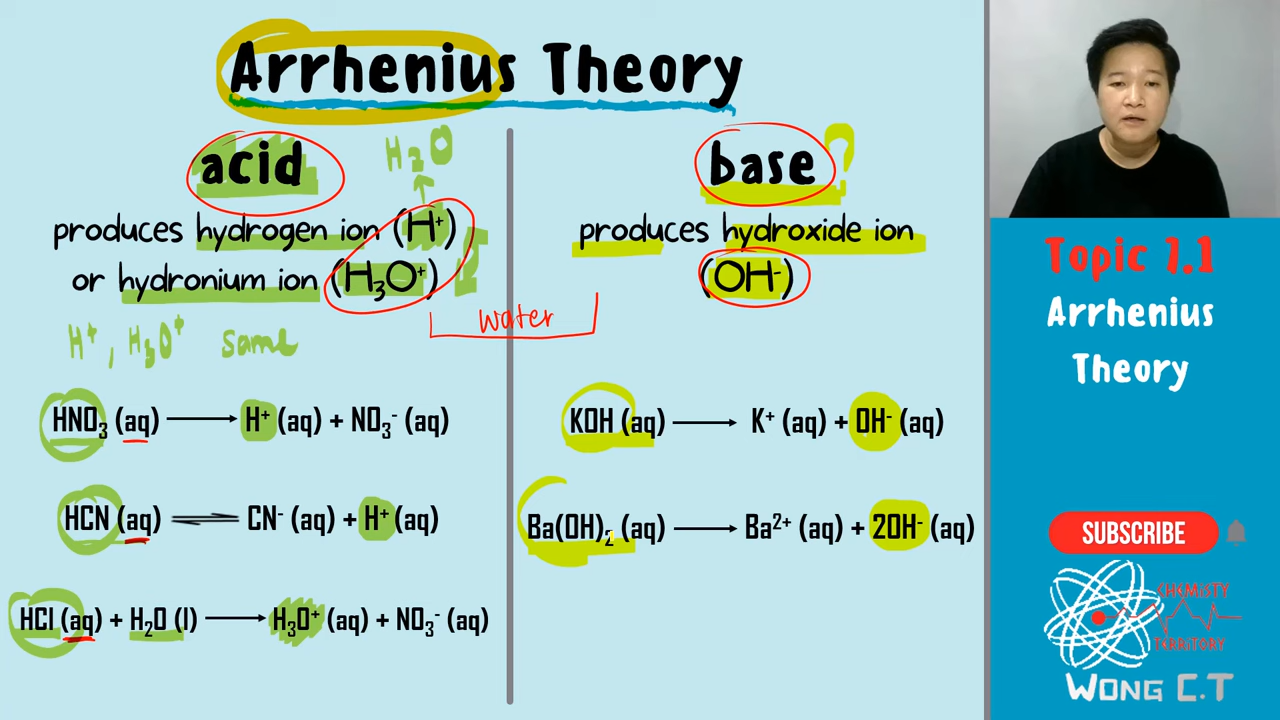 Arrhenius Theory
acid
H₂O
produces hydrogen ion (H⁺)
or hydronium ion (H₃O⁺)
H⁺, H₃O⁺ same
HNO₃ (aq) ⟶ H⁺ (aq) + NO₃⁻ (aq)
HCN (aq) ⇌ CN⁻ (aq) + H⁺ (aq)
HCl (aq) + H₂O (l) ⟶ H₃O⁺ (aq) + NO₃⁻ (aq)
water
base?
produces hydroxide ion
(OH⁻)
KOH (aq) ⟶ K⁺ (aq) + OH⁻ (aq)
Ba(OH)₂ (aq) ⟶ Ba²⁺ (aq) + 2OH⁻ (aq)
Topic 7.1
Arrhenius
Theory
SUBSCRIBE
CHEMISTY
TERRITORY
WONG C.T